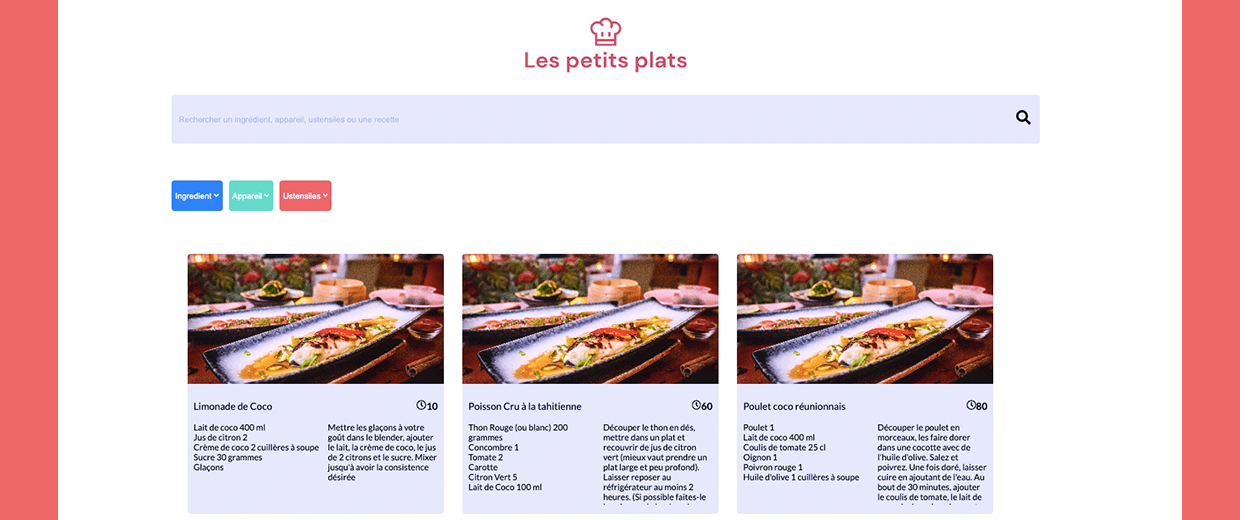 Les petits plats
Rechercher un ingrédient, appareil, ustensiles ou une recette
Ingredient
Appareil
Ustensiles
Limonade de Coco
10
Lait de coco 400 ml
Jus de citron 2
Crème de coco 2 cuillères à soupe
Sucre 30 grammes
Glaçons
Mettre les glaçons à votre
goût dans le blender, ajouter
le lait, la crème de coco, le jus
de 2 citrons et le sucre. Mixer
jusqu'à avoir la consistence
désirée
Poisson Cru à la tahitienne
60
Thon Rouge (ou blanc) 200
grammes
Concombre 1
Tomate 2
Carotte
Citron Vert 5
Lait de Coco 100 ml
Découper le thon en dés,
mettre dans un plat et
recouvrir de jus de citron
vert (mieux vaut prendre un
plat large et peu profond).
Laisser reposer au
réfrigérateur au moins 2
heures. (Si possible faites-le
Poulet coco réunionnais
80
Poulet 1
Lait de coco 400 ml
Coulis de tomate 25 cl
Oignon 1
Poivron rouge 1
Huile d'olive 1 cuillères à soupe
Découper le poulet en
morceaux, les faire dorer
dans une cocotte avec de
l'huile d'olive. Salez et
poivrez. Une fois doré, laisser
cuire en ajoutant de l'eau. Au
bout de 30 minutes, ajouter
le coulis de tomate, le lait de